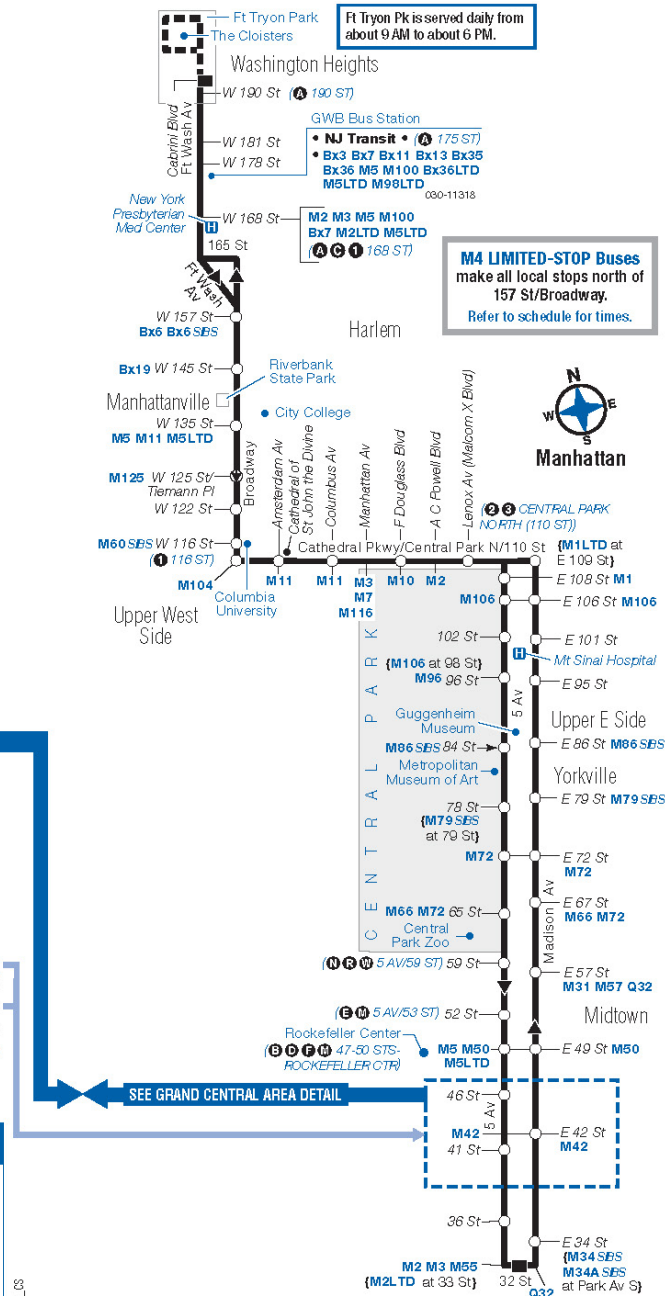 Ft Tryon Park
The Cloisters
Ft Tryon Pk is served daily from
about 9 AM to about 6 PM.
Washington Heights
W 190 St (A 190 ST)
Cabrini Blvd
Ft Wash Av
GWB Bus Station
• NJ Transit • (A 175 ST)
W 181 St
• Bx3 Bx7 Bx11 Bx13 Bx35
W 178 St
Bx36 M5 M100 Bx36LTD
M5LTD M98LTD
030-11318
New York
Presbyterian
Med Center
H
W 168 St
M2 M3 M5 M100
Bx7 M2LTD M5LTD
(A C 1 168 ST)
165 St
Ft Wash
Av
M4 LIMITED-STOP Buses
make all local stops north of
157 St/Broadway.
Refer to schedule for times.
W 157 St
Bx6 Bx6 SBS
Harlem
Bx19 W 145 St
Riverbank
State Park
Manhattanville
City College
W 135 St
M5 M11 M5LTD
N
W E
S
Manhattan
M125 W 125 St/
Tiemann Pl
Broadway
W 122 St
Amsterdam Av
Cathedral of
St John the Divine
Columbus Av
Manhattan Av
F Douglass Blvd
A C Powell Blvd
Lenox Av (Malcom X Blvd)
(2 3 CENTRAL PARK
NORTH (110 ST))
M60 SBS W 116 St
(1 116 ST)
Cathedral Pkwy/Central Park N/110 St
{M1LTD at
E 109 St}
M104
Columbia
University
M11
M11
M3
M7
M116
M10
M2
E 108 St M1
Upper West
Side
M106
E 106 St M106
CENTRAL PARK
102 St
E 101 St
H
Mt Sinai Hospital
{M106 at 98 St}
M96 96 St
E 95 St
5 Av
Guggenheim
Museum
Upper E Side
M86 SBS 84 St
E 86 St M86 SBS
Metropolitan
Museum of Art
Yorkville
78 St
{M79 SBS
at 79 St}
E 79 St M79 SBS
M72
E 72 St
M72
Madison Av
M66 M72 65 St
E 67 St
M66 M72
Central
Park Zoo
(N R W 5 AV/59 ST) 59 St
E 57 St
M31 M57 Q32
(E M 5 AV/53 ST) 52 St
Midtown
Rockefeller Center
(B D F M 47-50 STS-
ROCKEFELLER CTR)
M5 M50
M5LTD
E 49 St M50
SEE GRAND CENTRAL AREA DETAIL
46 St
5 Av
M42
E 42 St
M42
41 St
36 St
E 34 St
{M34 SBS
M34A SBS
at Park Av S}
M2 M3 M55
{M2LTD at 33 St}
32 St
Q32